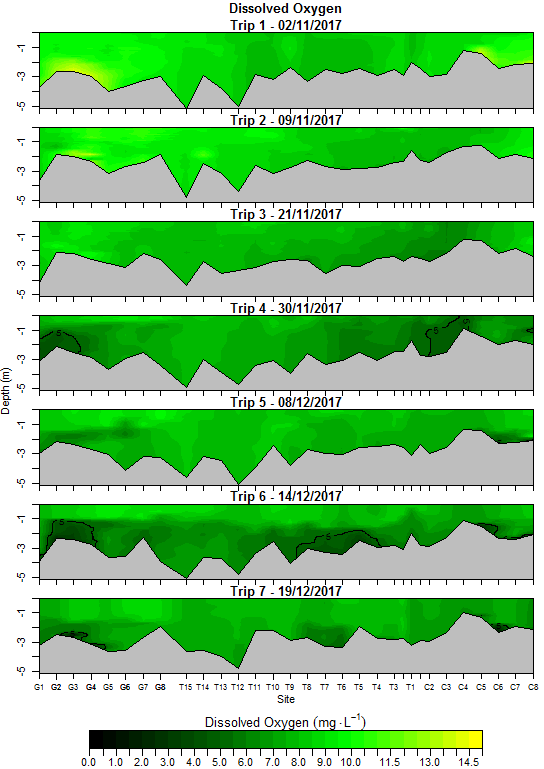 Dissolved Oxygen
Trip 1 - 02/11/2017
-1
-3
-5
Trip 2 - 09/11/2017
-1
-3
-5
Trip 3 - 21/11/2017
-1
-3
-5
Trip 4 - 30/11/2017
-1
-3
-5
5
5
5
Depth (m)
Trip 5 - 08/12/2017
-1
-3
-5
Trip 6 - 14/12/2017
-1
-3
-5
5
5
5
Trip 7 - 19/12/2017
-1
-3
-5
G1 G2 G3 G4 G5 G6 G7 G8 T15 T14 T13 T12 T11 T10 T9 T8 T7 T6 T5 T4 T3 T1 C2 C3 C4 C5 C6 C7 C8
Site
Dissolved Oxygen (mg · L⁻¹)
0.0 1.0 2.0 3.0 4.0 5.0 6.0 7.0 8.0 9.0 10.0 11.5 13.0 14.5